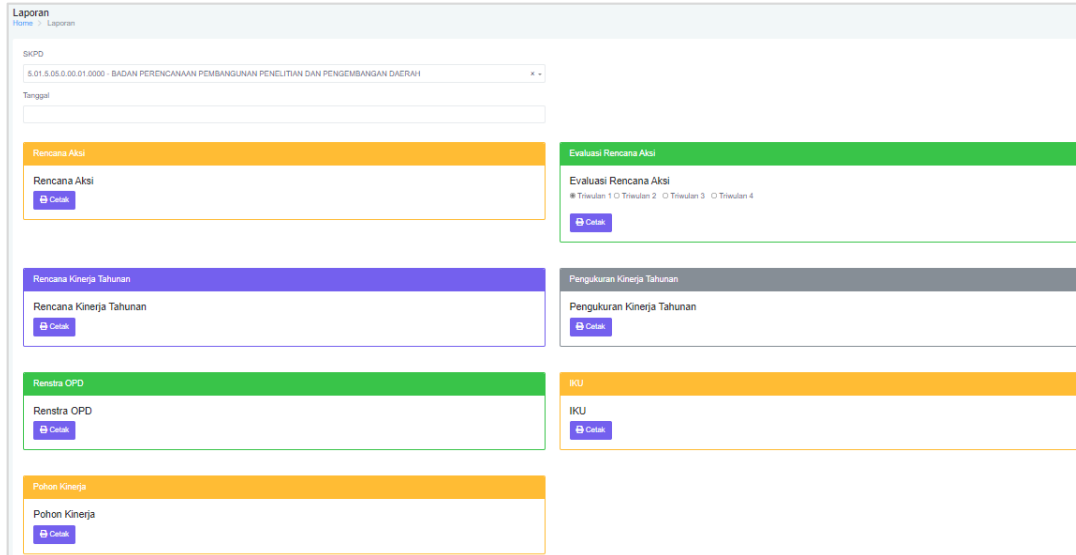 Laporan
Home > Laporan
SKPD
5.01.5.05.0.00.01.0000 - BADAN PERENCANAAN PEMBANGUNAN PENELITIAN DAN PENGEMBANGAN DAERAH
Tanggal
Rencana Aksi
Rencana Aksi
Cetak
Evaluasi Rencana Aksi
Evaluasi Rencana Aksi
Triwulan 1 Triwulan 2 Triwulan 3 Triwulan 4
Cetak
Rencana Kinerja Tahunan
Rencana Kinerja Tahunan
Cetak
Pengukuran Kinerja Tahunan
Pengukuran Kinerja Tahunan
Cetak
Renstra OPD
Renstra OPD
Cetak
IKU
IKU
Cetak
Pohon Kinerja
Pohon Kinerja
Cetak